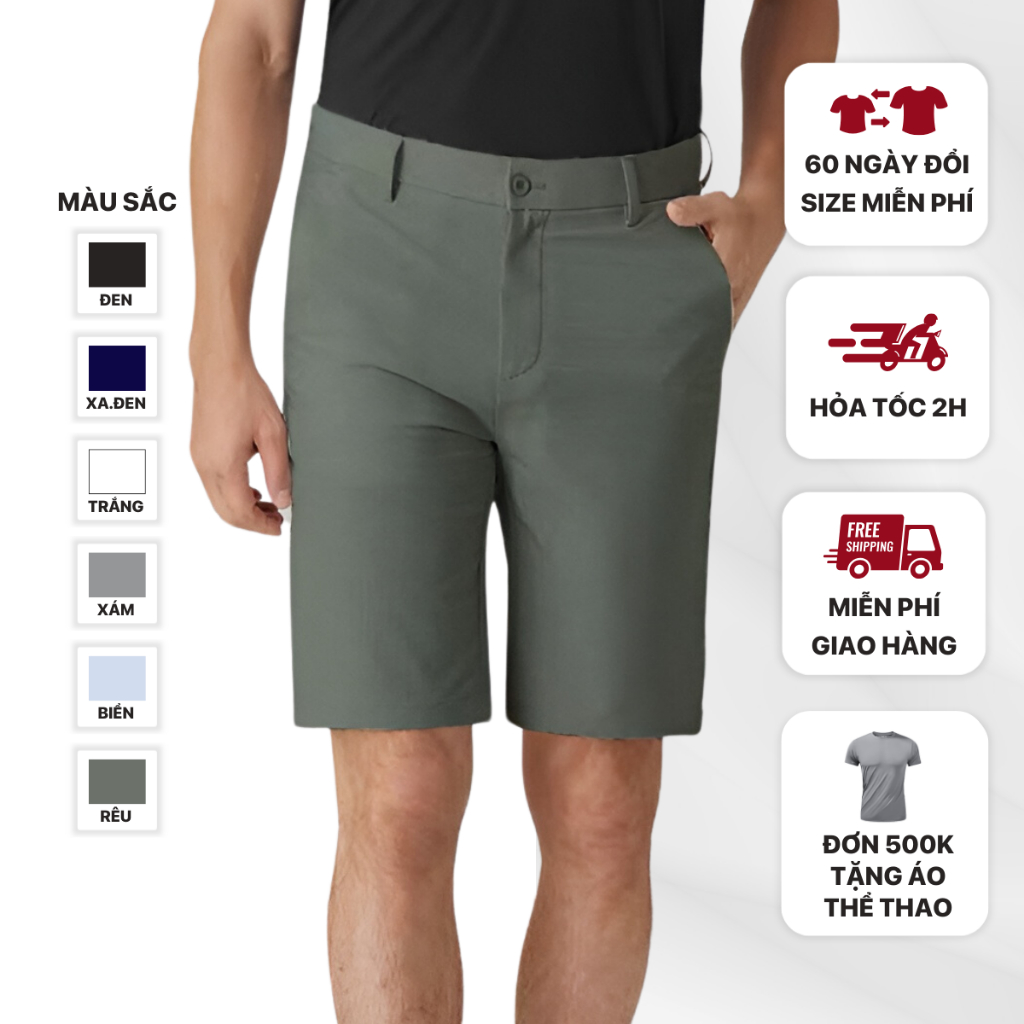 MÀU SẮC
ĐEN
XA.ĐEN
TRẮNG
XÁM
BIỂN
RÊU
60 NGÀY ĐỔI
SIZE MIỄN PHÍ
HỎA TỐC 2H
FREE
SHIPPING
MIỄN PHÍ
GIAO HÀNG
ĐƠN 500K
TẶNG ÁO
THỂ THAO